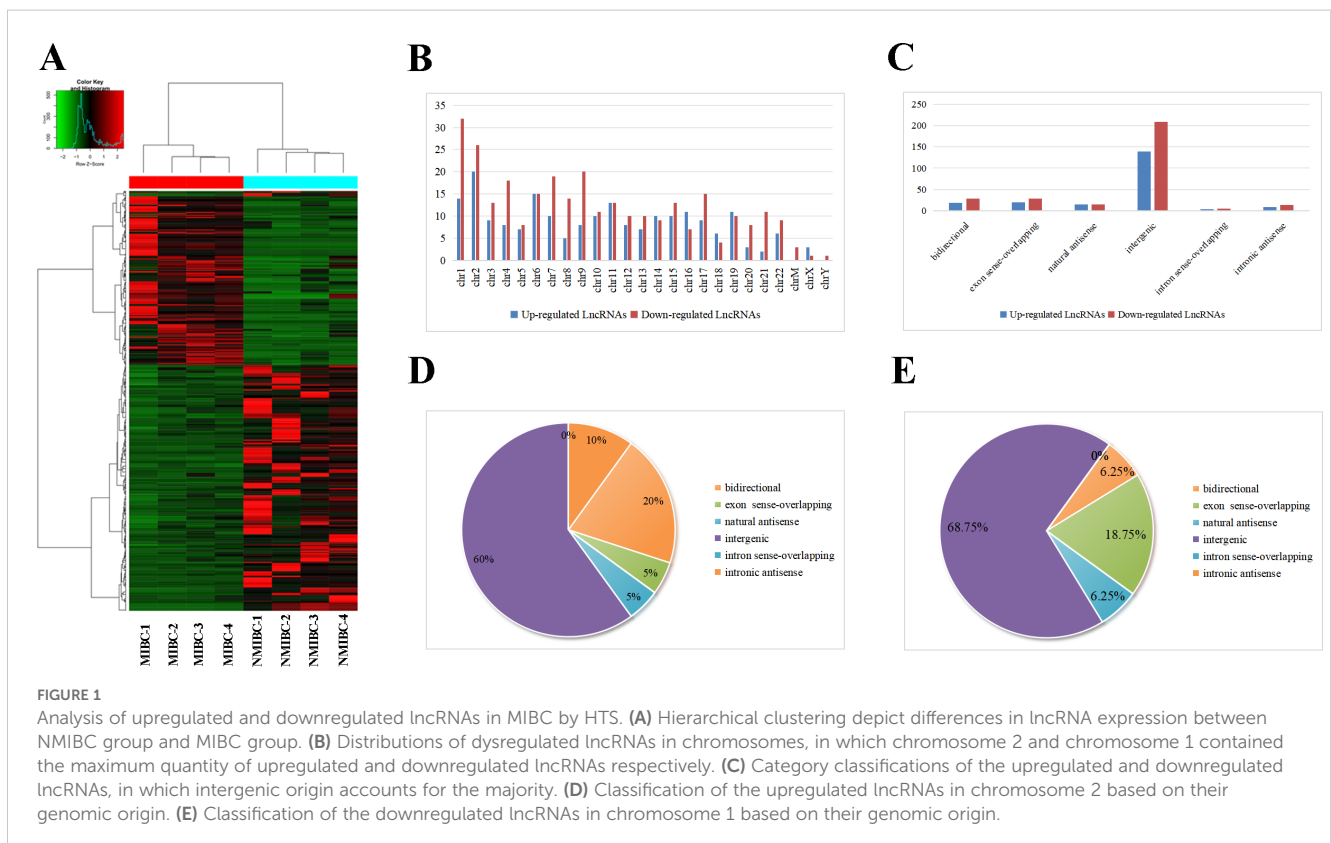 A
Color Key
and Histogram
Count
0 100 300 500
-2 -1 0 1 2
Row Z-Score
MIBC-1
MIBC-2
MIBC-3
MIBC-4
NMIBC-1
NMIBC-2
NMIBC-3
NMIBC-4
B
35
30
25
20
15
10
5
0
chr1
chr2
chr3
chr4
chr5
chr6
chr7
chr8
chr9
chr10
chr11
chr12
chr13
chr14
chr15
chr16
chr17
chr18
chr19
chr20
chr21
chr22
chrM
chrX
chrY
Up-regulated LncRNAs Down-regulated LncRNAs
C
250
200
150
100
50
0
bidirectional
exon sense-overlapping
natural antisense
intergenic
intron sense-overlapping
intronic antisense
Up-regulated LncRNAs Down-regulated LncRNAs
D
0%
10%
20%
5%
5%
60%
bidirectional
exon sense-overlapping
natural antisense
intergenic
intron sense-overlapping
intronic antisense
E
0%
6.25%
18.75%
6.25%
68.75%
bidirectional
exon sense-overlapping
natural antisense
intergenic
intron sense-overlapping
intronic antisense
FIGURE 1
Analysis of upregulated and downregulated lncRNAs in MIBC by HTS. (A) Hierarchical clustering depict differences in lncRNA expression between
NMIBC group and MIBC group. (B) Distributions of dysregulated lncRNAs in chromosomes, in which chromosome 2 and chromosome 1 contained
the maximum quantity of upregulated and downregulated lncRNAs respectively. (C) Category classifications of the upregulated and downregulated
lncRNAs, in which intergenic origin accounts for the majority. (D) Classification of the upregulated lncRNAs in chromosome 2 based on their
genomic origin. (E) Classification of the downregulated lncRNAs in chromosome 1 based on their genomic origin.